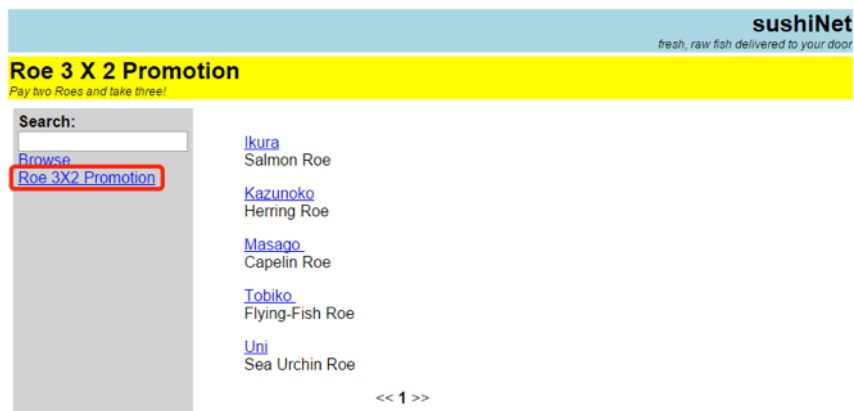 sushiNet
fresh, raw fish delivered to your door
Roe 3 X 2 Promotion
Pay two Roes and take three!
Search:
Browse
Roe 3X2 Promotion
Ikura
Salmon Roe
Kazunoko
Herring Roe
Masago
Capelin Roe
Tobiko
Flying-Fish Roe
Uni
Sea Urchin Roe
<< 1 >>